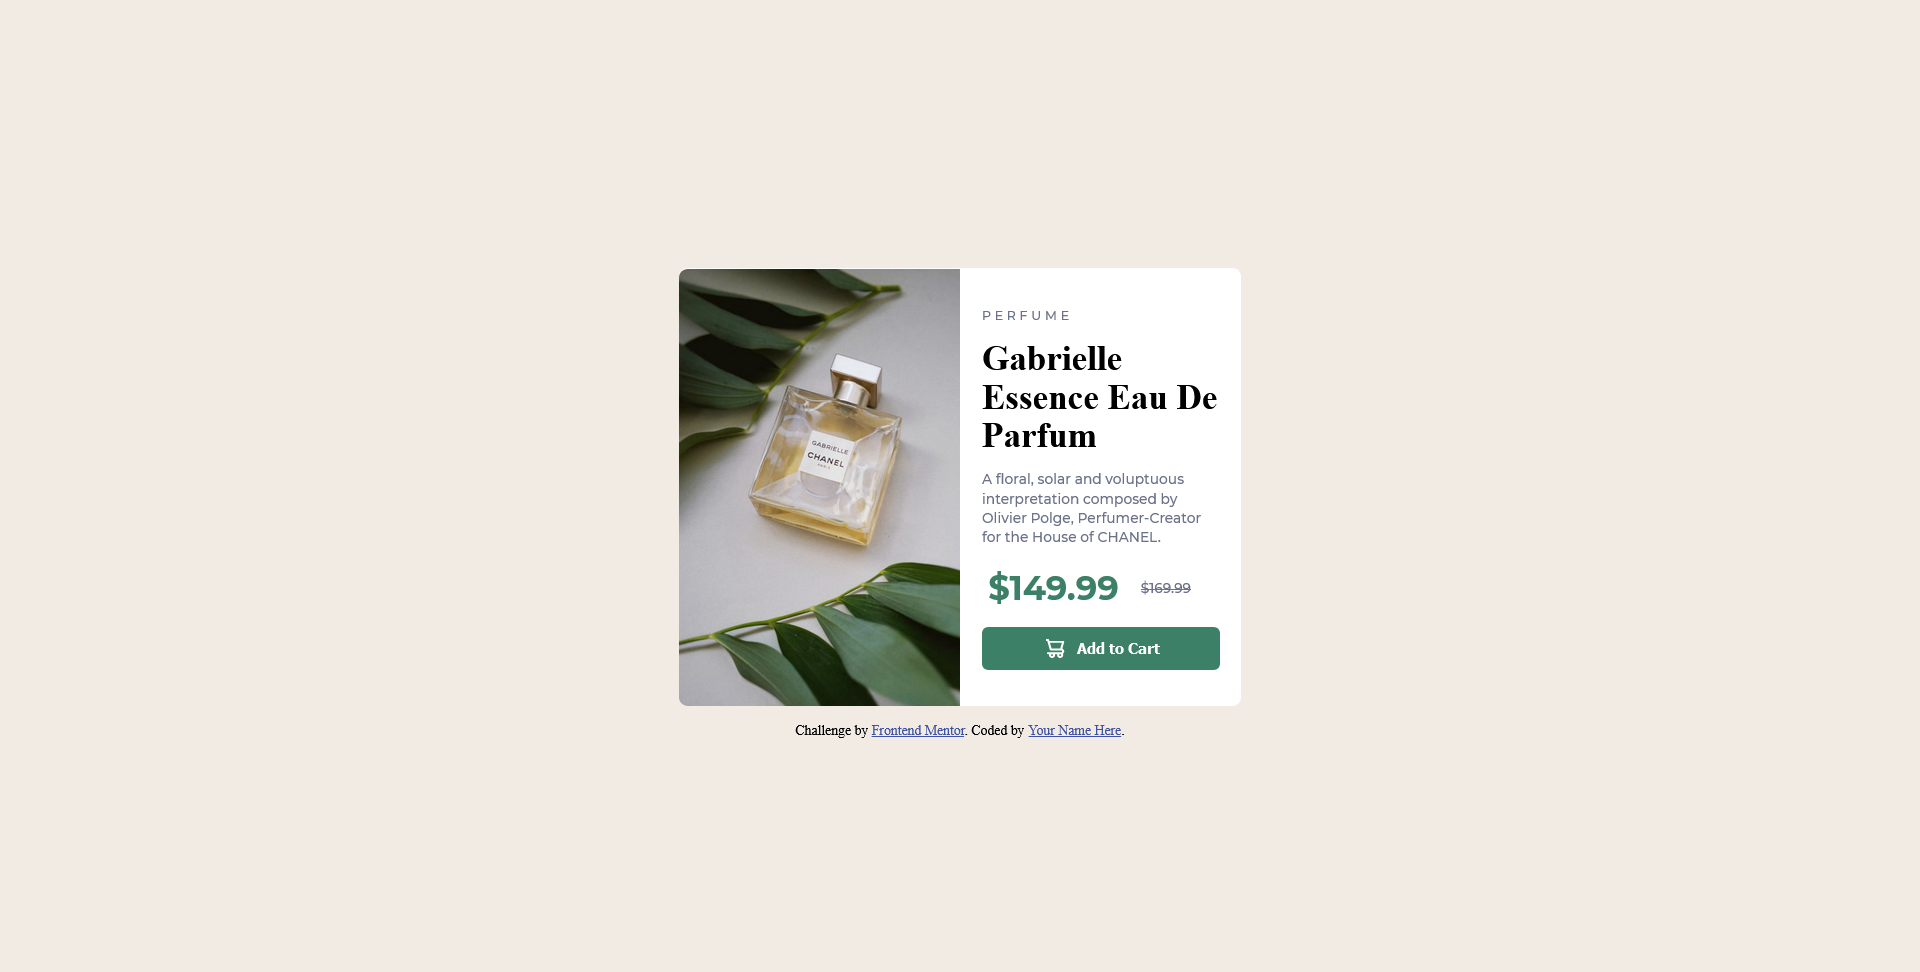 GABRIELLE
CHANEL
PARIS
PERFUME
Gabrielle
Essence Eau De
Parfum
A floral, solar and voluptuous
interpretation composed by
Olivier Polge, Perfumer-Creator
for the House of CHANEL.
$149.99 $169.99
Add to Cart
Challenge by Frontend Mentor. Coded by Your Name Here.